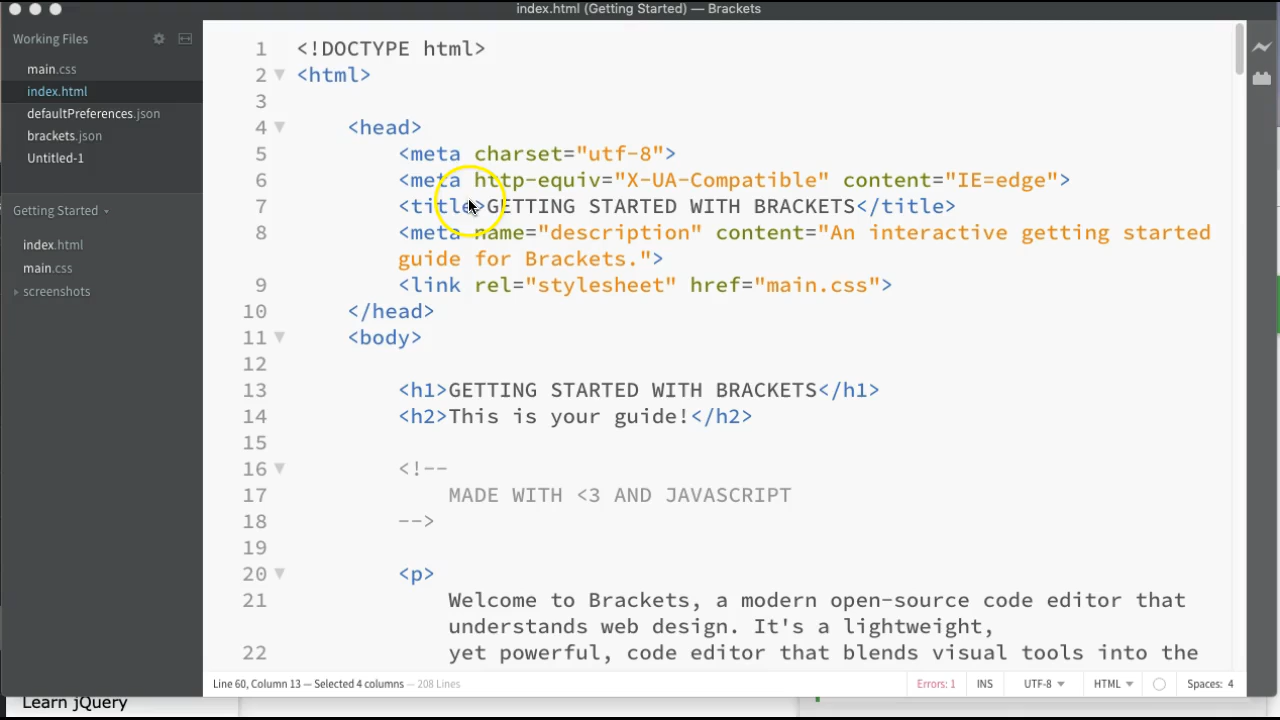 index.html (Getting Started) — Brackets
Working Files
main.css
index.html
defaultPreferences.json
brackets.json
Untitled-1
Getting Started
index.html
main.css
screenshots
1 <!DOCTYPE html>
2 <html>
3
4 <head>
5 <meta charset="utf-8">
6 <meta http-equiv="X-UA-Compatible" content="IE=edge">
7 <title>GETTING STARTED WITH BRACKETS</title>
8 <meta name="description" content="An interactive getting started
guide for Brackets.">
9 <link rel="stylesheet" href="main.css">
10 </head>
11 <body>
12
13 <h1>GETTING STARTED WITH BRACKETS</h1>
14 <h2>This is your guide!</h2>
15
16 <!--
17 MADE WITH <3 AND JAVASCRIPT
18 -->
19
20 <p>
21 Welcome to Brackets, a modern open-source code editor that
understands web design. It's a lightweight,
22 yet powerful, code editor that blends visual tools into the
Line 60, Column 13 — Selected 4 columns — 208 Lines
Errors: 1 INS UTF-8 HTML Spaces: 4
Learn jQuery